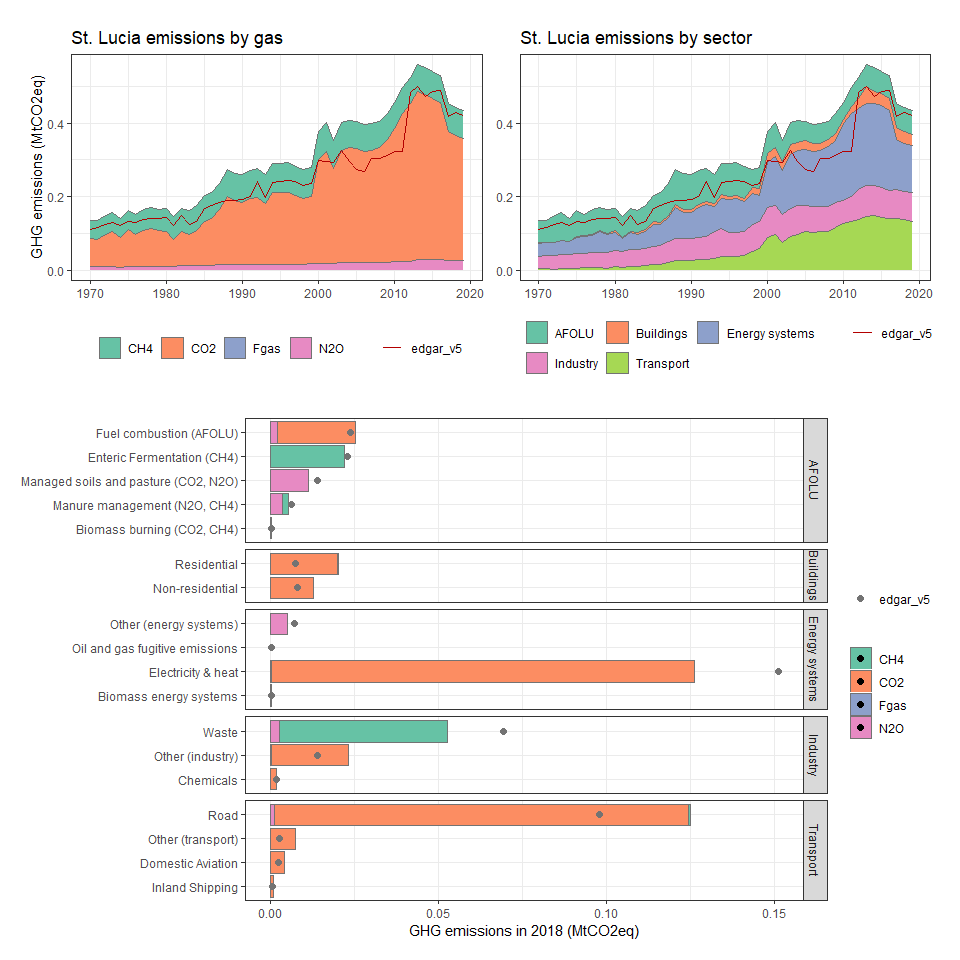 St. Lucia emissions by gas
St. Lucia emissions by sector
GHG emissions (MtCO2eq)
0.4
0.2
0.0
1970 1980 1990 2000 2010 2020
0.4
0.2
0.0
1970 1980 1990 2000 2010 2020
CH4 CO2 Fgas N2O edgar_v5
AFOLU Buildings Energy systems edgar_v5
Industry Transport
Fuel combustion (AFOLU)
Enteric Fermentation (CH4)
Managed soils and pasture (CO2, N2O)
Manure management (N2O, CH4)
Biomass burning (CO2, CH4)
AFOLU
Residential
Non-residential
Buildings
Other (energy systems)
Oil and gas fugitive emissions
Electricity & heat
Biomass energy systems
Energy systems
Waste
Other (industry)
Chemicals
Industry
Road
Other (transport)
Domestic Aviation
Inland Shipping
Transport
0.00 0.05 0.10 0.15
GHG emissions in 2018 (MtCO2eq)
edgar_v5
CH4
CO2
Fgas
N2O